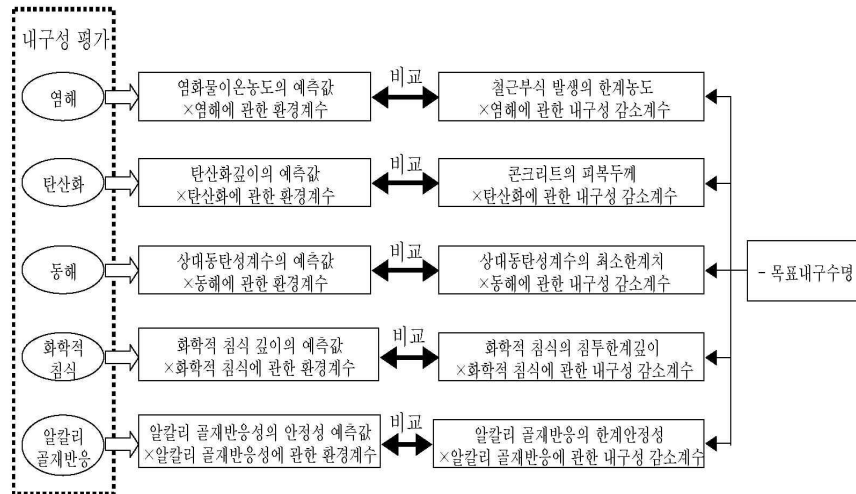 내구성 평가
염해
염화물이온농도의 예측값
×염해에 관한 환경계수
비교
철근부식 발생의 한계농도
×염해에 관한 내구성 감소계수
탄산화
탄산화깊이의 예측값
×탄산화에 관한 환경계수
비교
콘크리트의 피복두께
×탄산화에 관한 내구성 감소계수
동해
상대동탄성계수의 예측값
×동해에 관한 환경계수
비교
상대동탄성계수의 최소한계치
×동해에 관한 내구성 감소계수
- 목표내구수명
화학적
침식
화학적 침식 깊이의 예측값
×화학적 침식에 관한 환경계수
비교
화학적 침식의 침투한계깊이
×화학적 침식에 관한 내구성 감소계수
알칼리
골재반응
알칼리 골재반응성의 안정성 예측값
×알칼리 골재반응성에 관한 환경계수
비교
알칼리 골재반응의 한계안정성
×알칼리 골재반응에 관한 내구성 감소계수